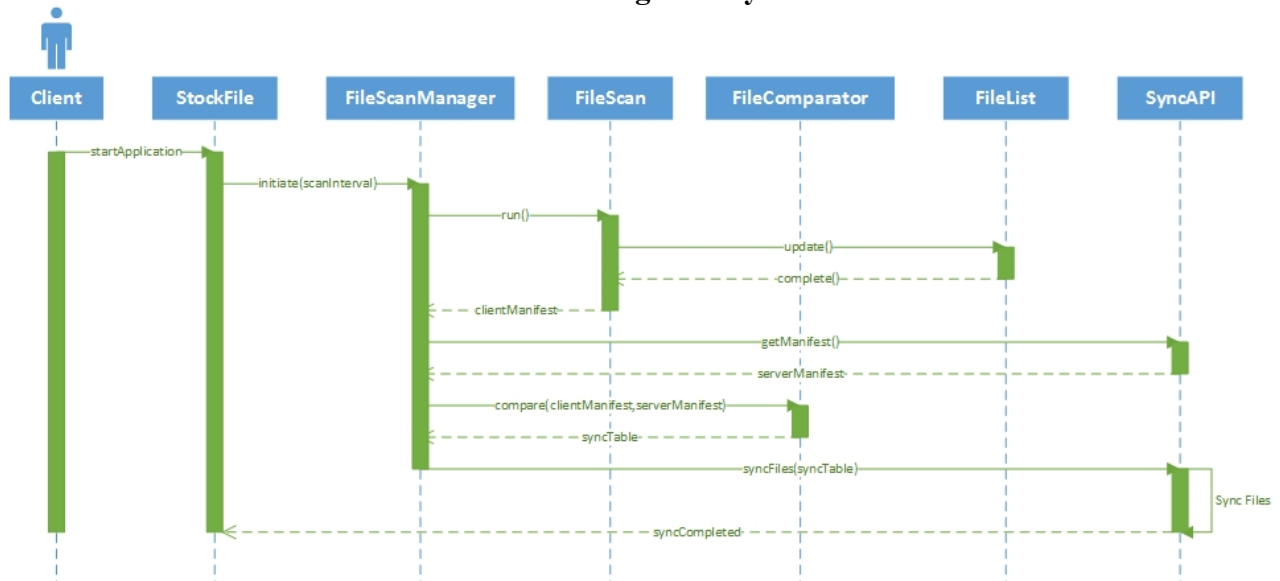 Client
StockFile
FileScanManager
FileScan
FileComparator
FileList
SyncAPI
startApplication
initiate(scanInterval)
run()
update()
complete()
clientManifest
getManifest()
serverManifest
compare(clientManifest,serverManifest)
syncTable
syncFiles(syncTable)
Sync Files
syncCompleted